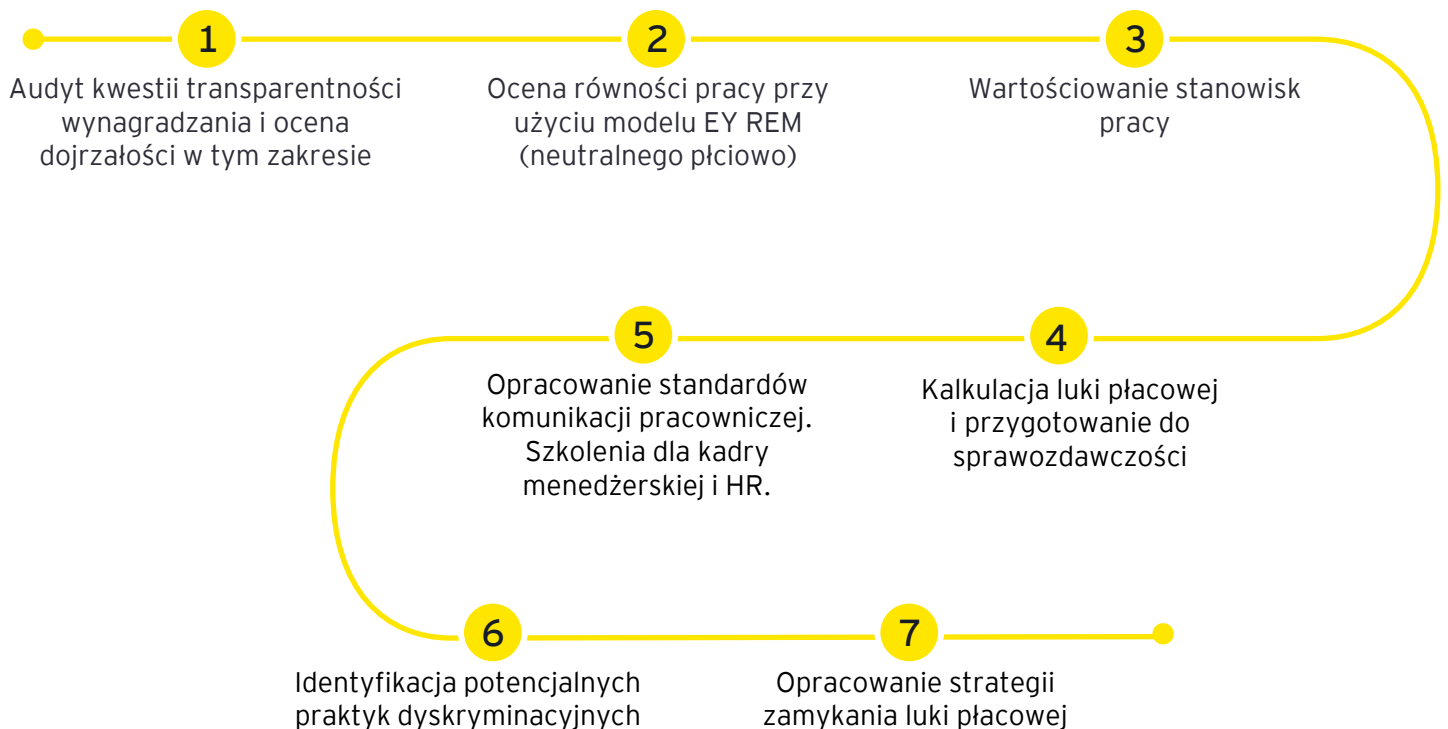 1
Audyt kwestii transparentności
wynagradzania i ocena
dojrzałości w tym zakresie
2
Ocena równości pracy przy
użyciu modelu EY REM
(neutralnego płciowo)
3
Wartościowanie stanowisk
pracy
4
Kalkulacja luki płacowej
i przygotowanie do
sprawozdawczości
5
Opracowanie standardów
komunikacji pracowniczej.
Szkolenia dla kadry
menedżerskiej i HR.
6
Identyfikacja potencjalnych
praktyk dyskryminacyjnych
7
Opracowanie strategii
zamykania luki płacowej